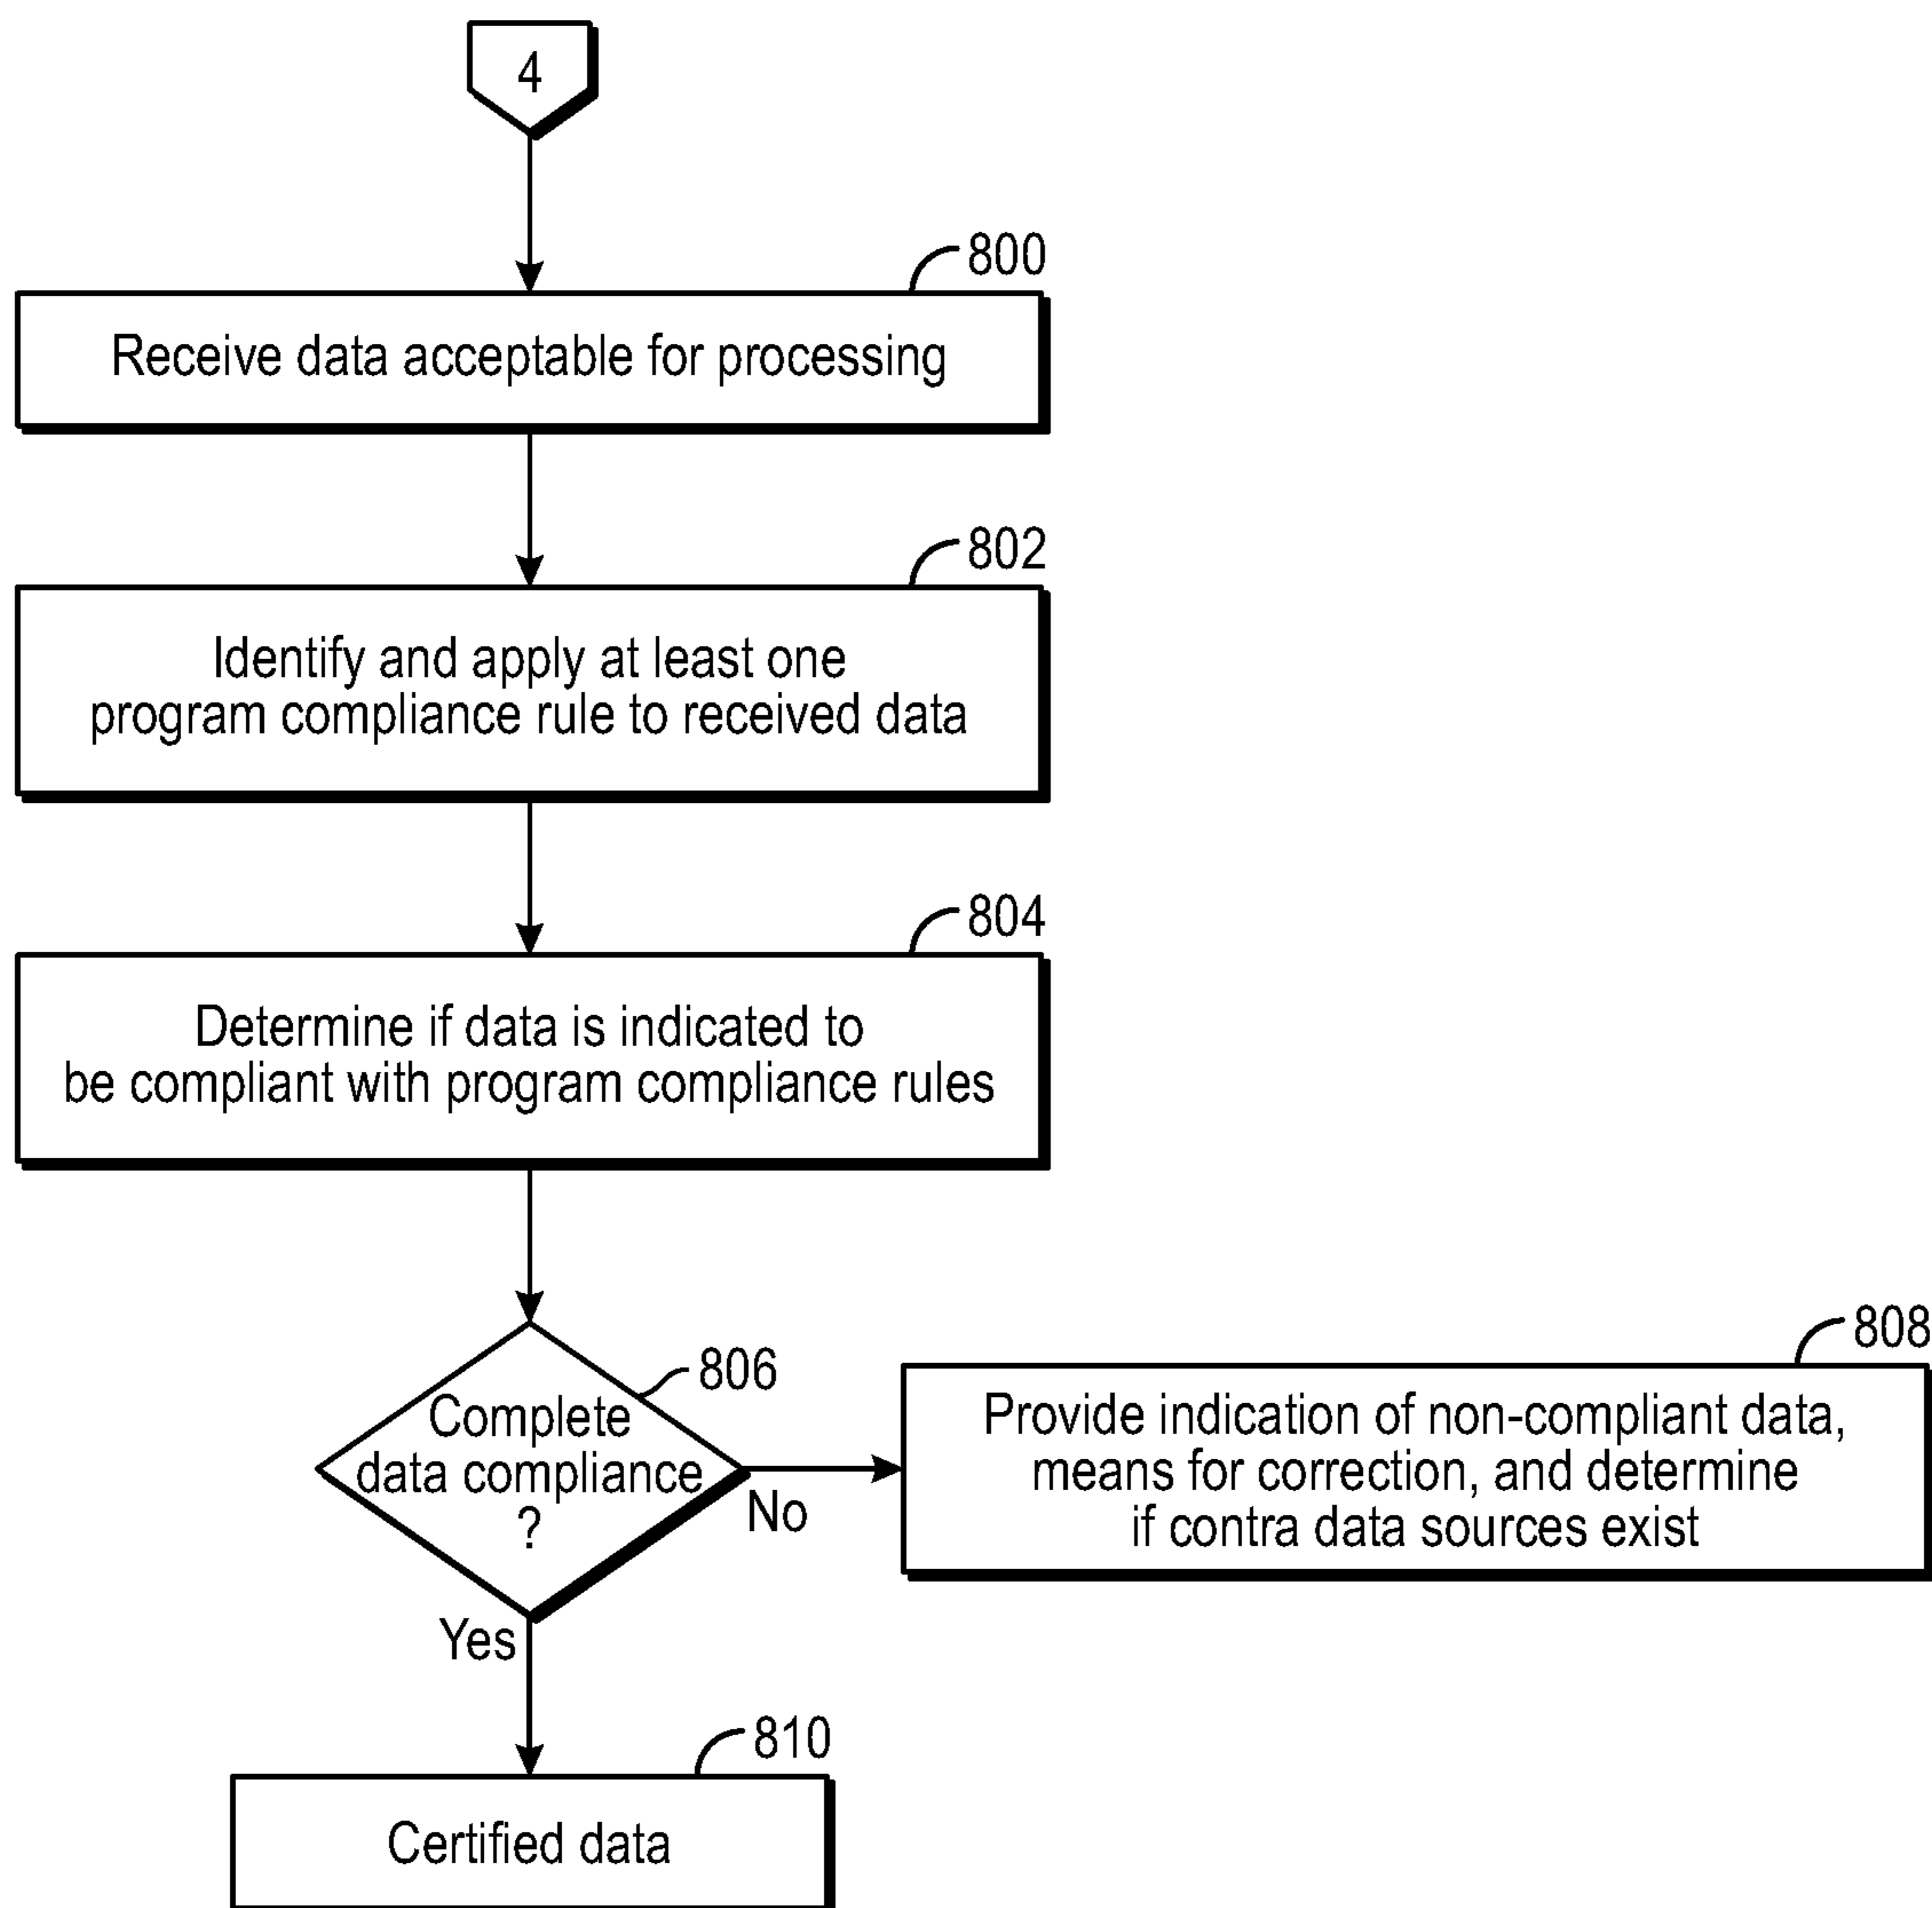 4
800
Receive data acceptable for processing
802
Identify and apply at least one
program compliance rule to received data
804
Determine if data is indicated to
be compliant with program compliance rules
806
Complete
data compliance
?
No
808
Provide indication of non-compliant data,
means for correction, and determine
if contra data sources exist
Yes
810
Certified data